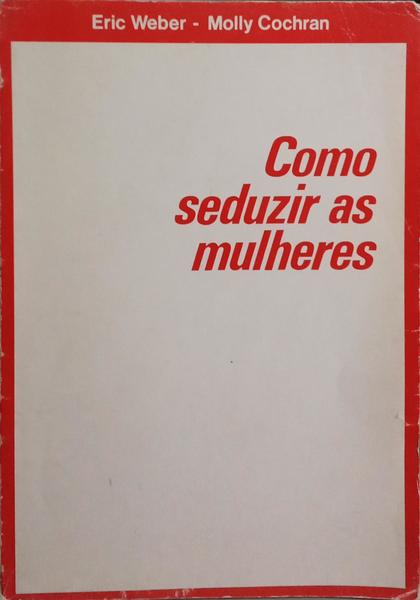 Eric Weber - Molly Cochran
Como
seduzir as
mulheres